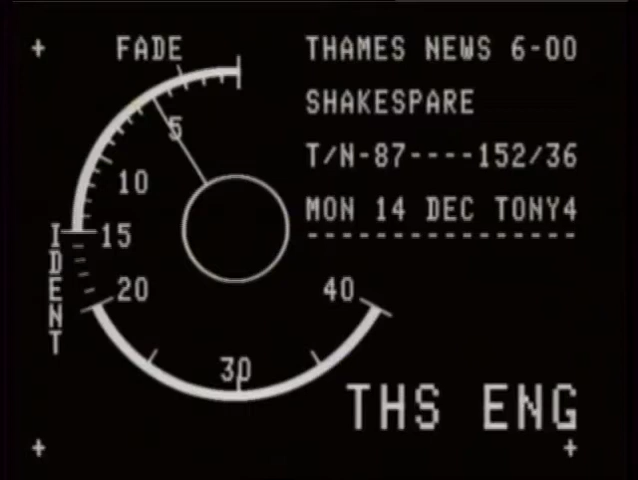 FADE
THAMES NEWS 6-00
SHAKESPARE
T/N-87----152/36
MON 14 DEC TONY4
----------------
5
10
15
20
30
40
IDENT
THS ENG